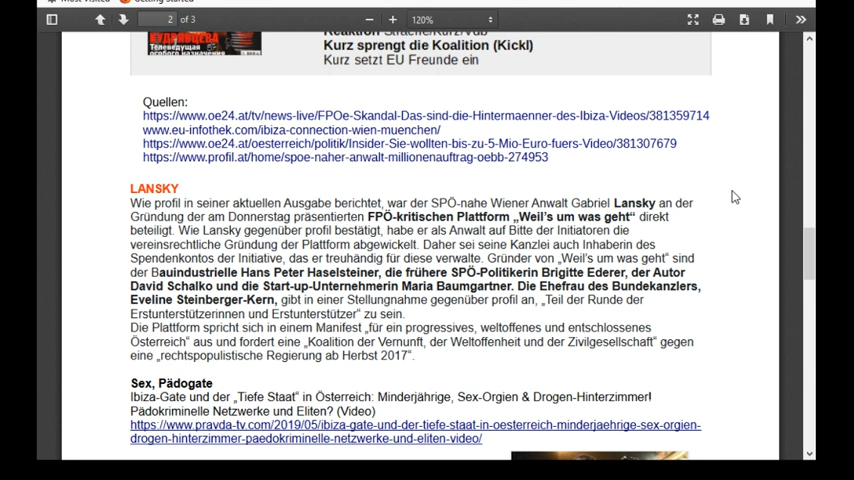 2 of 3
120%
КУДРЯВЦЕВА
Телеведущая
особого назначения
Koalition Strache/Kurz/Vdb
Kurz sprengt die Koalition (Kickl)
Kurz setzt EU Freunde ein
Quellen:
https://www.oe24.at/tv/news-live/FPOe-Skandal-Das-sind-die-Hintermaenner-des-Ibiza-Videos/381359714
www.eu-infothek.com/ibiza-connection-wien-muenchen/
https://www.oe24.at/oesterreich/politik/Insider-Sie-wollten-bis-zu-5-Mio-Euro-fuers-Video/381307679
https://www.profil.at/home/spoe-naher-anwalt-millionenauftrag-oebb-274953
LANSKY
Wie profil in seiner aktuellen Ausgabe berichtet, war der SPÖ-nahe Wiener Anwalt Gabriel Lansky an der
Gründung der am Donnerstag präsentierten FPÖ-kritischen Plattform „Weil's um was geht“ direkt
beteiligt. Wie Lansky gegenüber profil bestätigt, habe er als Anwalt auf Bitte der Initiatoren die
vereinsrechtliche Gründung der Plattform abgewickelt. Daher sei seine Kanzlei auch Inhaberin des
Spendenkontos der Initiative, das er treuhändig für diese verwalte. Gründer von „Weil's um was geht“ sind
der Bauindustrielle Hans Peter Haselsteiner, die frühere SPÖ-Politikerin Brigitte Ederer, der Autor
David Schalko und die Start-up-Unternehmerin Maria Baumgartner. Die Ehefrau des Bundekanzlers,
Eveline Steinberger-Kern, gibt in einer Stellungnahme gegenüber profil an, „Teil der Runde der
Erstunterstützerinnen und Erstunterstützer“ zu sein.
Die Plattform spricht sich in einem Manifest „für ein progressives, weltoffenes und entschlossenes
Österreich“ aus und fordert eine „Koalition der Vernunft, der Weltoffenheit und der Zivilgesellschaft“ gegen
eine „rechtspopulistische Regierung ab Herbst 2017“.
Sex, Pädogate
Ibiza-Gate und der „Tiefe Staat“ in Österreich: Minderjährige, Sex-Orgien & Drogen-Hinterzimmer!
Pädokriminelle Netzwerke und Eliten? (Video)
https://www.pravda-tv.com/2019/05/ibiza-gate-und-der-tiefe-staat-in-oesterreich-minderjaehrige-sex-orgien-
drogen-hinterzimmer-paedokriminelle-netzwerke-und-eliten-video/